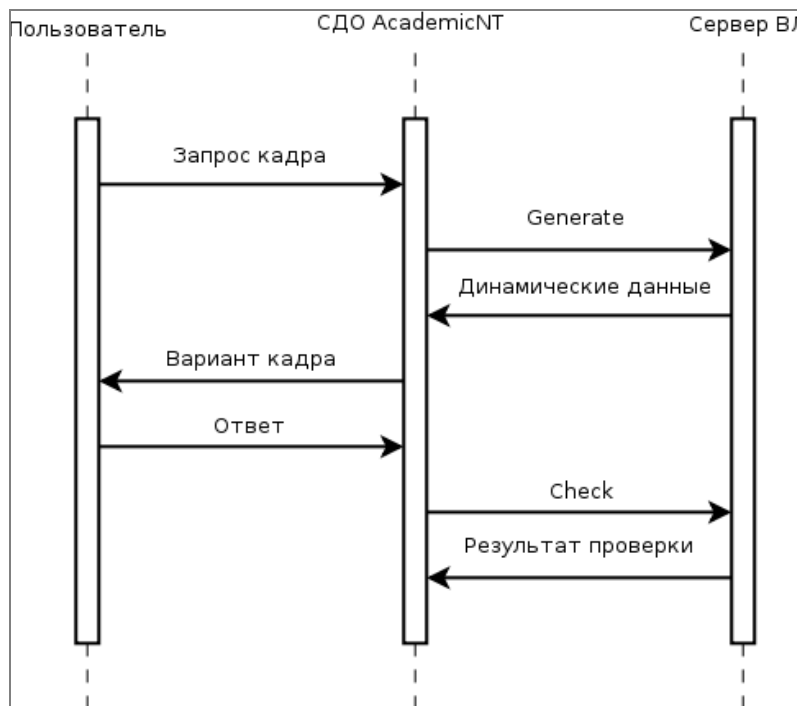 Пользователь
СДО AcademicNT
Сервер ВЛ
Запрос кадра
Generate
Динамические данные
Вариант кадра
Ответ
Check
Результат проверки